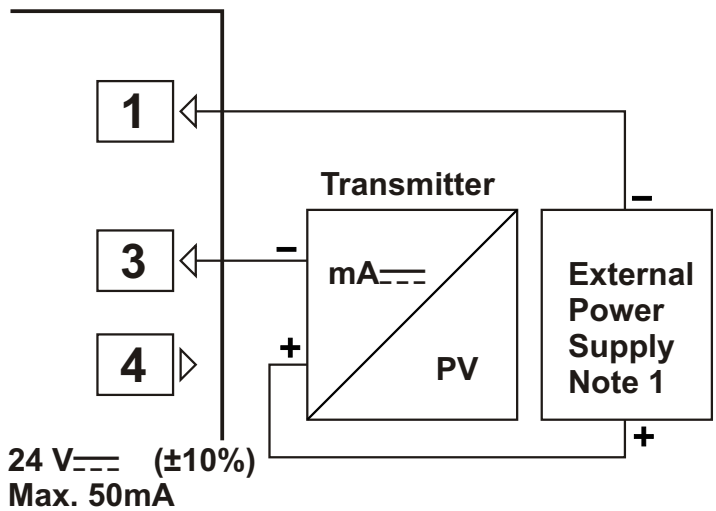 1
Transmitter
−
3
−
mA
External
Power
Supply
Note 1
+
4
PV
+
24 V (±10%)
Max. 50mA